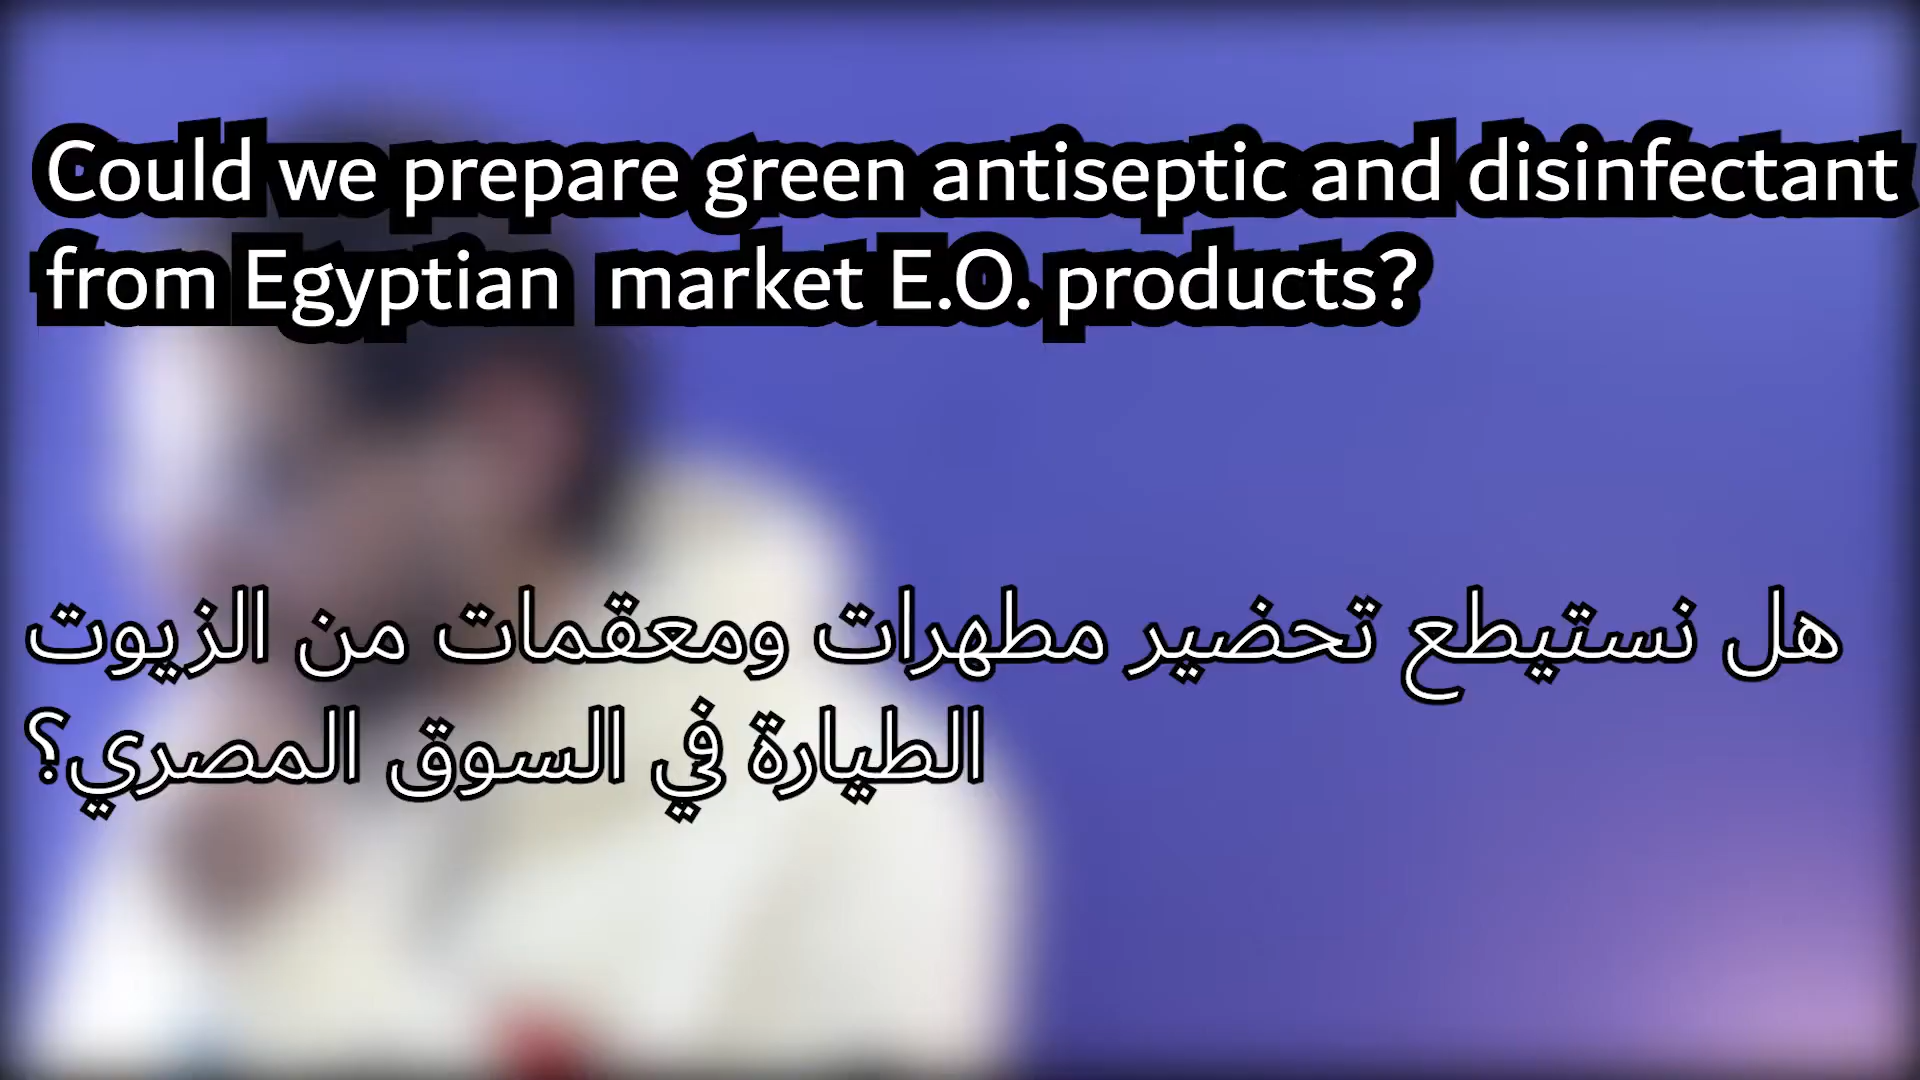 Could we prepare green antiseptic and disinfectant
from Egyptian market E.O. products?
هل نستيطع تحضير مطهرات ومعقمات من الزيوت
الطيارة في السوق المصري؟